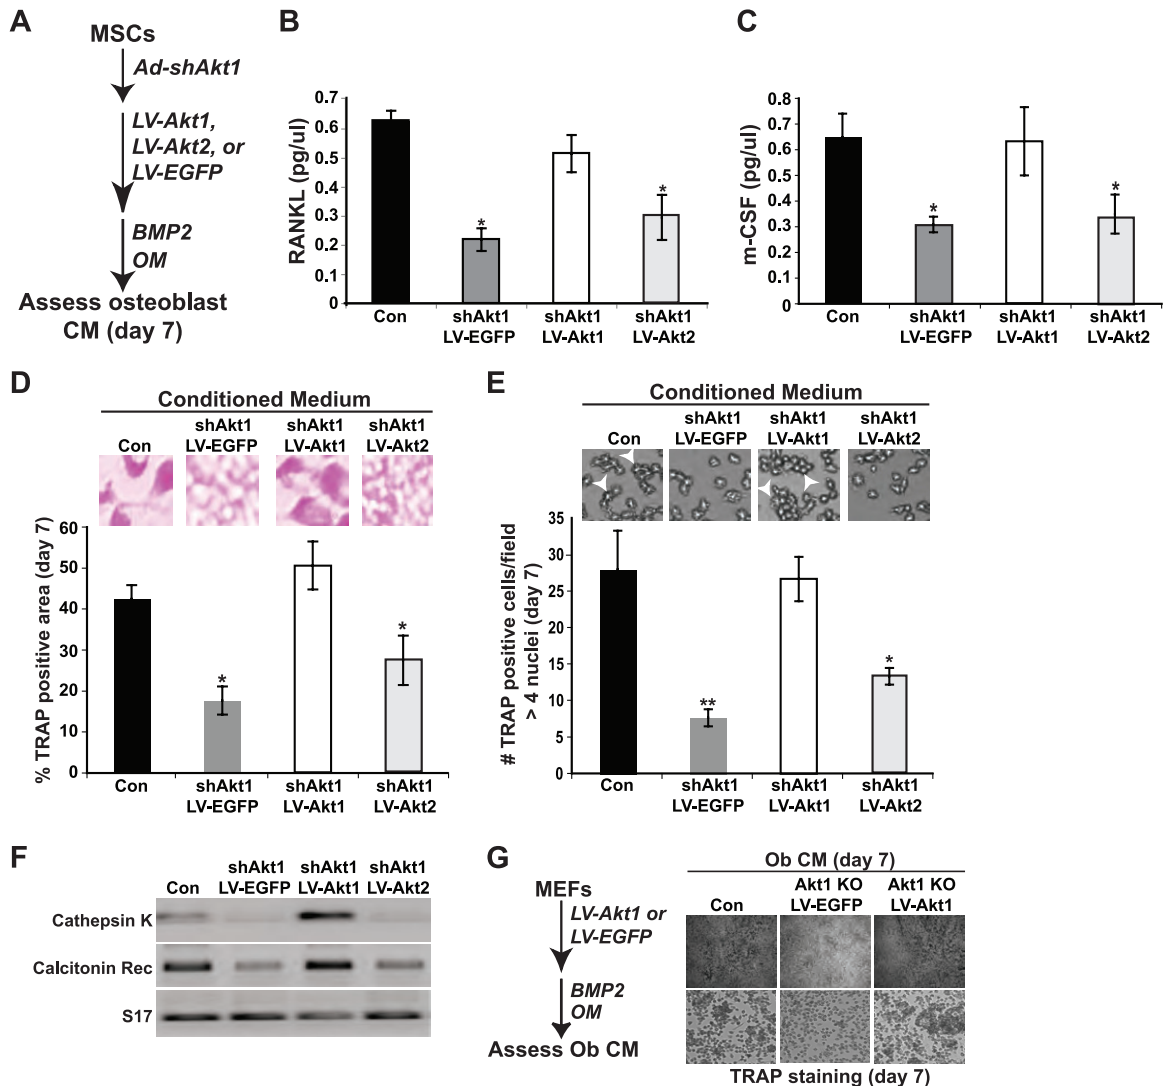 A
MSCs
Ad-shAkt1
LV-Akt1,
LV-Akt2, or
LV-EGFP
BMP2
OM
Assess osteoblast
CM (day 7)
B
RANKL (pg/ul)
0.7
0.6
0.5
0.4
0.3
0.2
0.1
0
*
*
Con
shAkt1
LV-EGFP
shAkt1
LV-Akt1
shAkt1
LV-Akt2
C
m-CSF (pg/ul)
0.8
0.7
0.6
0.5
0.4
0.3
0.2
0.1
0
*
*
Con
shAkt1
LV-EGFP
shAkt1
LV-Akt1
shAkt1
LV-Akt2
D
Conditioned Medium
Con
shAkt1
LV-EGFP
shAkt1
LV-Akt1
shAkt1
LV-Akt2
% TRAP positive area (day 7)
60
50
40
30
20
10
0
*
*
Con
shAkt1
LV-EGFP
shAkt1
LV-Akt1
shAkt1
LV-Akt2
E
Conditioned Medium
Con
shAkt1
LV-EGFP
shAkt1
LV-Akt1
shAkt1
LV-Akt2
# TRAP positive cells/field
> 4 nuclei (day 7)
35
30
25
20
15
10
5
0
**
*
Con
shAkt1
LV-EGFP
shAkt1
LV-Akt1
shAkt1
LV-Akt2
F
Con
shAkt1
LV-EGFP
shAkt1
LV-Akt1
shAkt1
LV-Akt2
Cathepsin K
Calcitonin Rec
S17
G
MEFs
LV-Akt1 or
LV-EGFP
BMP2
OM
Assess Ob CM
Ob CM (day 7)
Con
Akt1 KO
LV-EGFP
Akt1 KO
LV-Akt1
TRAP staining (day 7)